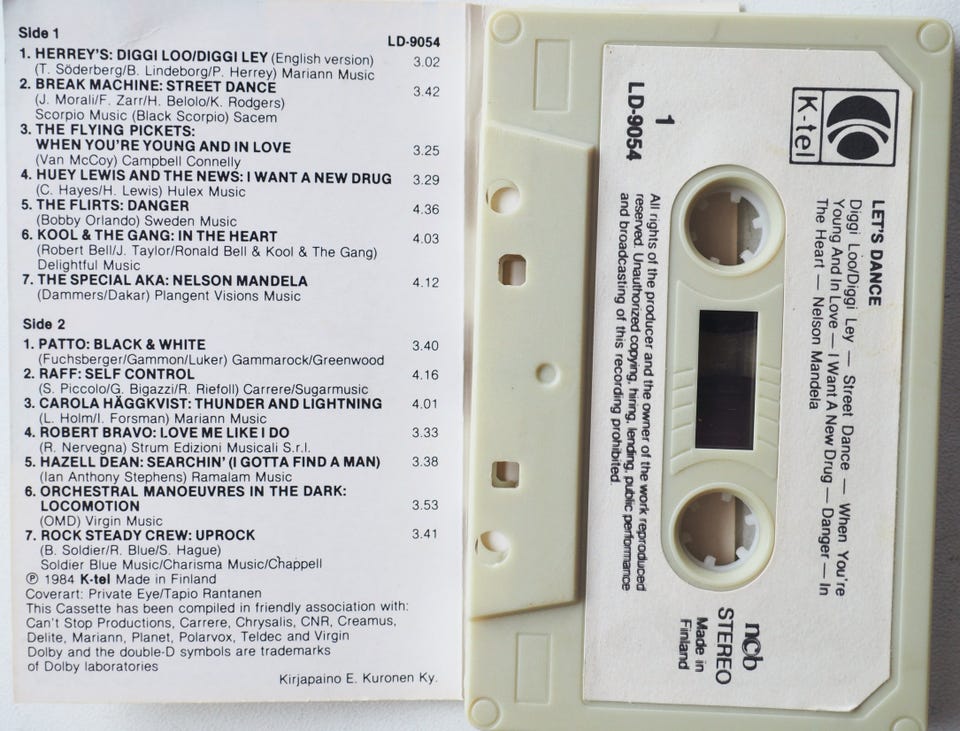 Side 1
LD-9054
1. HERREY'S: DIGGI LOO/DIGGI LEY (English version) 3.02
(T. Söderberg/B. Lindeborg/P. Herrey) Mariann Music
2. BREAK MACHINE: STREET DANCE 3.42
(J. Morali/F. Zarr/H. Belolo/K. Rodgers)
Scorpio Music (Black Scorpio) Sacem
3. THE FLYING PICKETS:
WHEN YOU'RE YOUNG AND IN LOVE 3.25
(Van McCoy) Campbell Connelly
4. HUEY LEWIS AND THE NEWS: I WANT A NEW DRUG 3.29
(C. Hayes/H. Lewis) Hulex Music
5. THE FLIRTS: DANGER 4.36
(Bobby Orlando) Sweden Music
6. KOOL & THE GANG: IN THE HEART 4.03
(Robert Bell/J. Taylor/Ronald Bell & Kool & The Gang)
Delightful Music
7. THE SPECIAL AKA: NELSON MANDELA 4.12
(Dammers/Dakar) Plangent Visions Music
Side 2
1. PATTO: BLACK & WHITE 3.40
(Fuchsberger/Gammon/Luker) Gammarock/Greenwood
2. RAFF: SELF CONTROL 4.16
(S. Piccolo/G. Bigazzi/R. Riefoll) Carrere/Sugarmusic
3. CAROLA HÄGGKVIST: THUNDER AND LIGHTNING 4.01
(L. Holm/I. Forsman) Mariann Music
4. ROBERT BRAVO: LOVE ME LIKE I DO 3.33
(R. Nervegna) Strum Edizioni Musicali S.r.l.
5. HAZELL DEAN: SEARCHIN' (I GOTTA FIND A MAN) 3.38
(Ian Anthony Stephens) Ramalam Music
6. ORCHESTRAL MANOEUVRES IN THE DARK:
LOCOMOTION 3.53
(OMD) Virgin Music
7. ROCK STEADY CREW: UPROCK 3.41
(B. Soldier/R. Blue/S. Hague)
Soldier Blue Music/Charisma Music/Chappell
℗ 1984 K-tel Made in Finland
Coverart: Private Eye/Tapio Rantanen
This Cassette has been compiled in friendly association with:
Can't Stop Productions, Carrere, Chrysalis, CNR, Creamus,
Delite, Mariann, Planet, Polarvox, Teldec and Virgin
Dolby and the double-D symbols are trademarks
of Dolby laboratories
Kirjapaino E. Kuronen Ky.
K-tel
LET'S DANCE
Diggi Loo/Diggi Ley — Street Dance — When You're
Young And In Love — I Want A New Drug — Danger — In
The Heart — Nelson Mandela
1
LD-9054
All rights of the producer and the owner of the work reproduced
reserved. Unauthorized copying, hiring, lending, public performance
and broadcasting of this recording prohibited.
ncb
STEREO
Made in
Finland